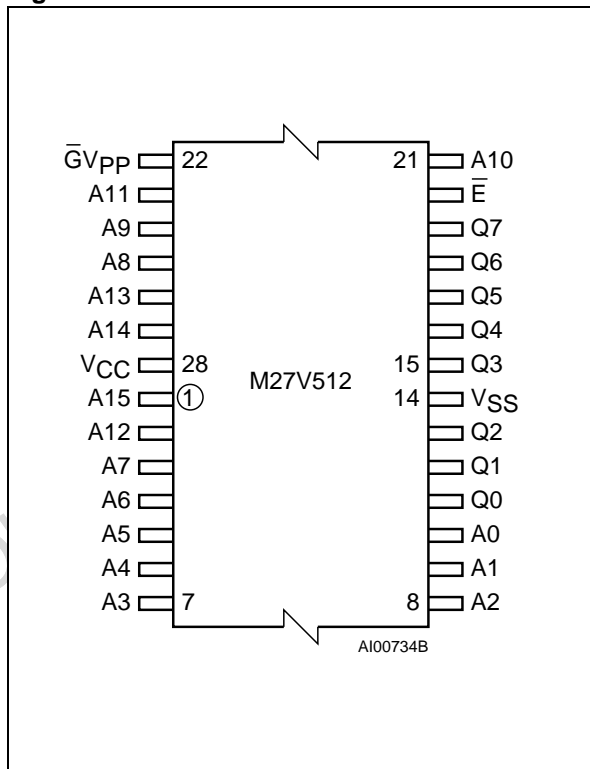 G̅VPP 22 21 A10
A11 E̅
A9 Q7
A8 Q6
A13 Q5
A14 Q4
VCC 28 15 Q3
M27V512
A15 1 14 VSS
A12 Q2
A7 Q1
A6 Q0
A5 A0
A4 A1
A3 7 8 A2
AI00734B